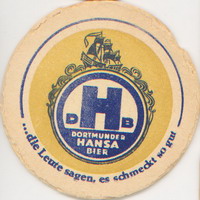 D H B
DORTMUNDER
HANSA
BIER
...die Leute sagen, es schmeckt so gut